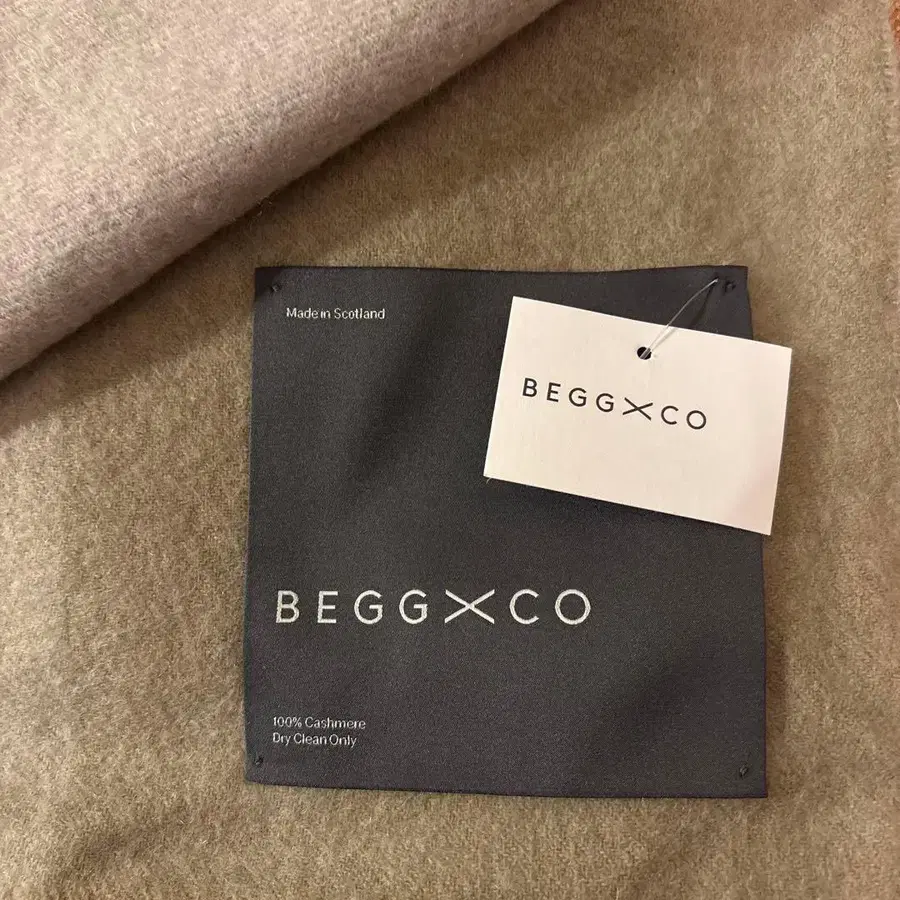 Made in Scotland
BEGG×CO
BEGG×CO
100% Cashmere
Dry Clean Only